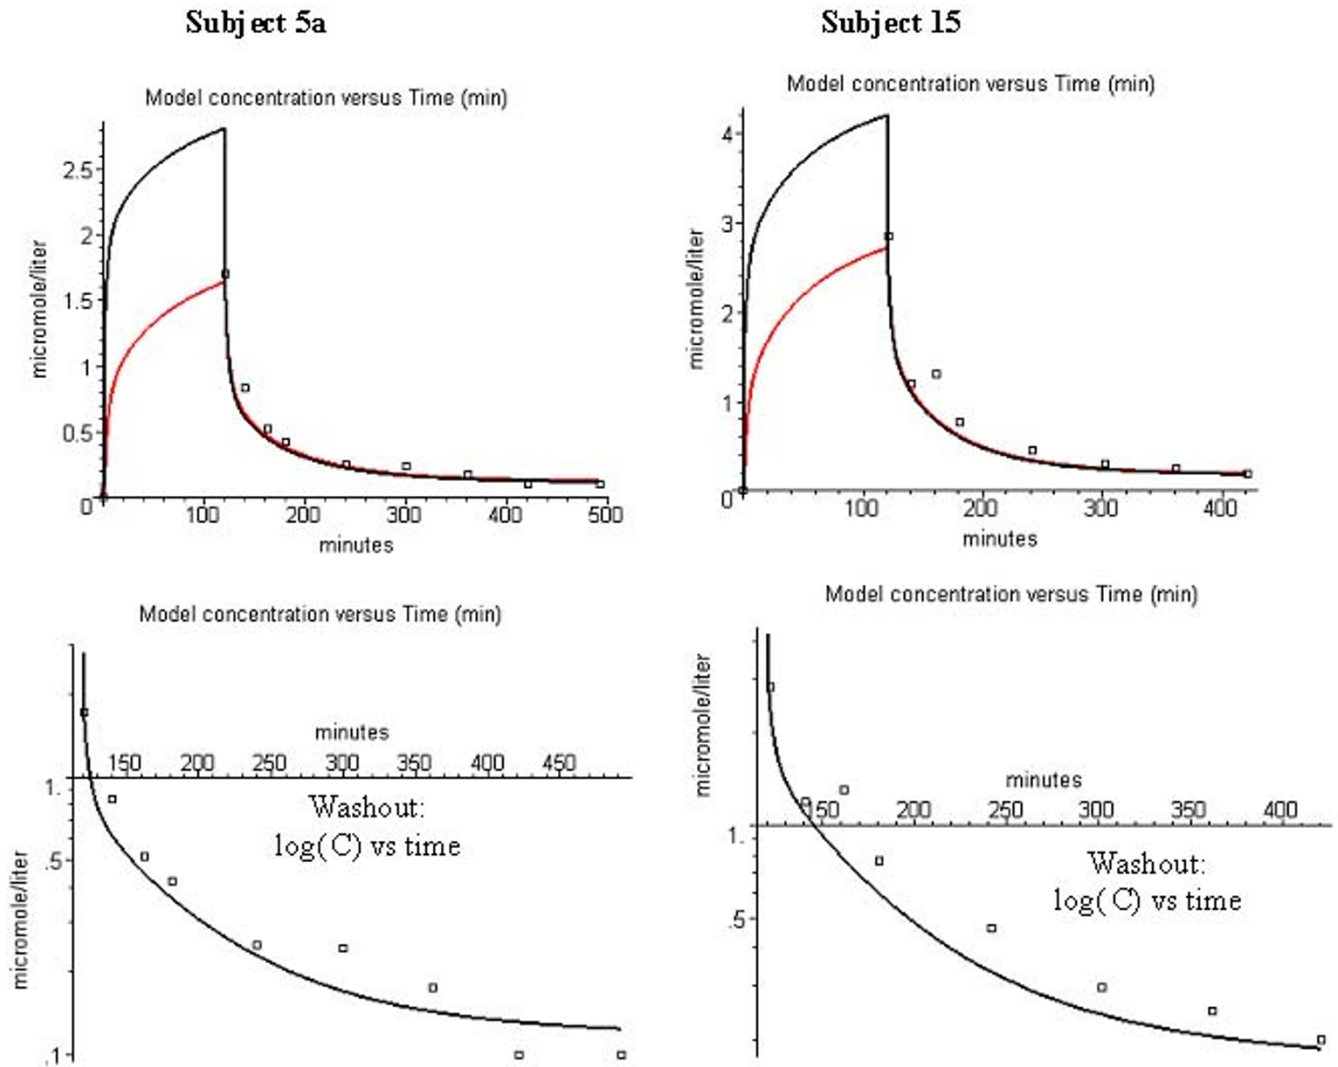 Subject 5a
Subject 15
Model concentration versus Time (min)
micromole/liter
2.5
2
1.5
1
0.5
0
100
200
300
400
500
minutes
Model concentration versus Time (min)
micromole/liter
4
3
2
1
0
100
200
300
400
minutes
Model concentration versus Time (min)
micromole/liter
minutes
150
200
250
300
350
400
450
1.
.5
.1
Washout:
log(C) vs time
Model concentration versus Time (min)
micromole/liter
minutes
150
200
250
300
350
400
1.
.5
Washout:
log(C) vs time